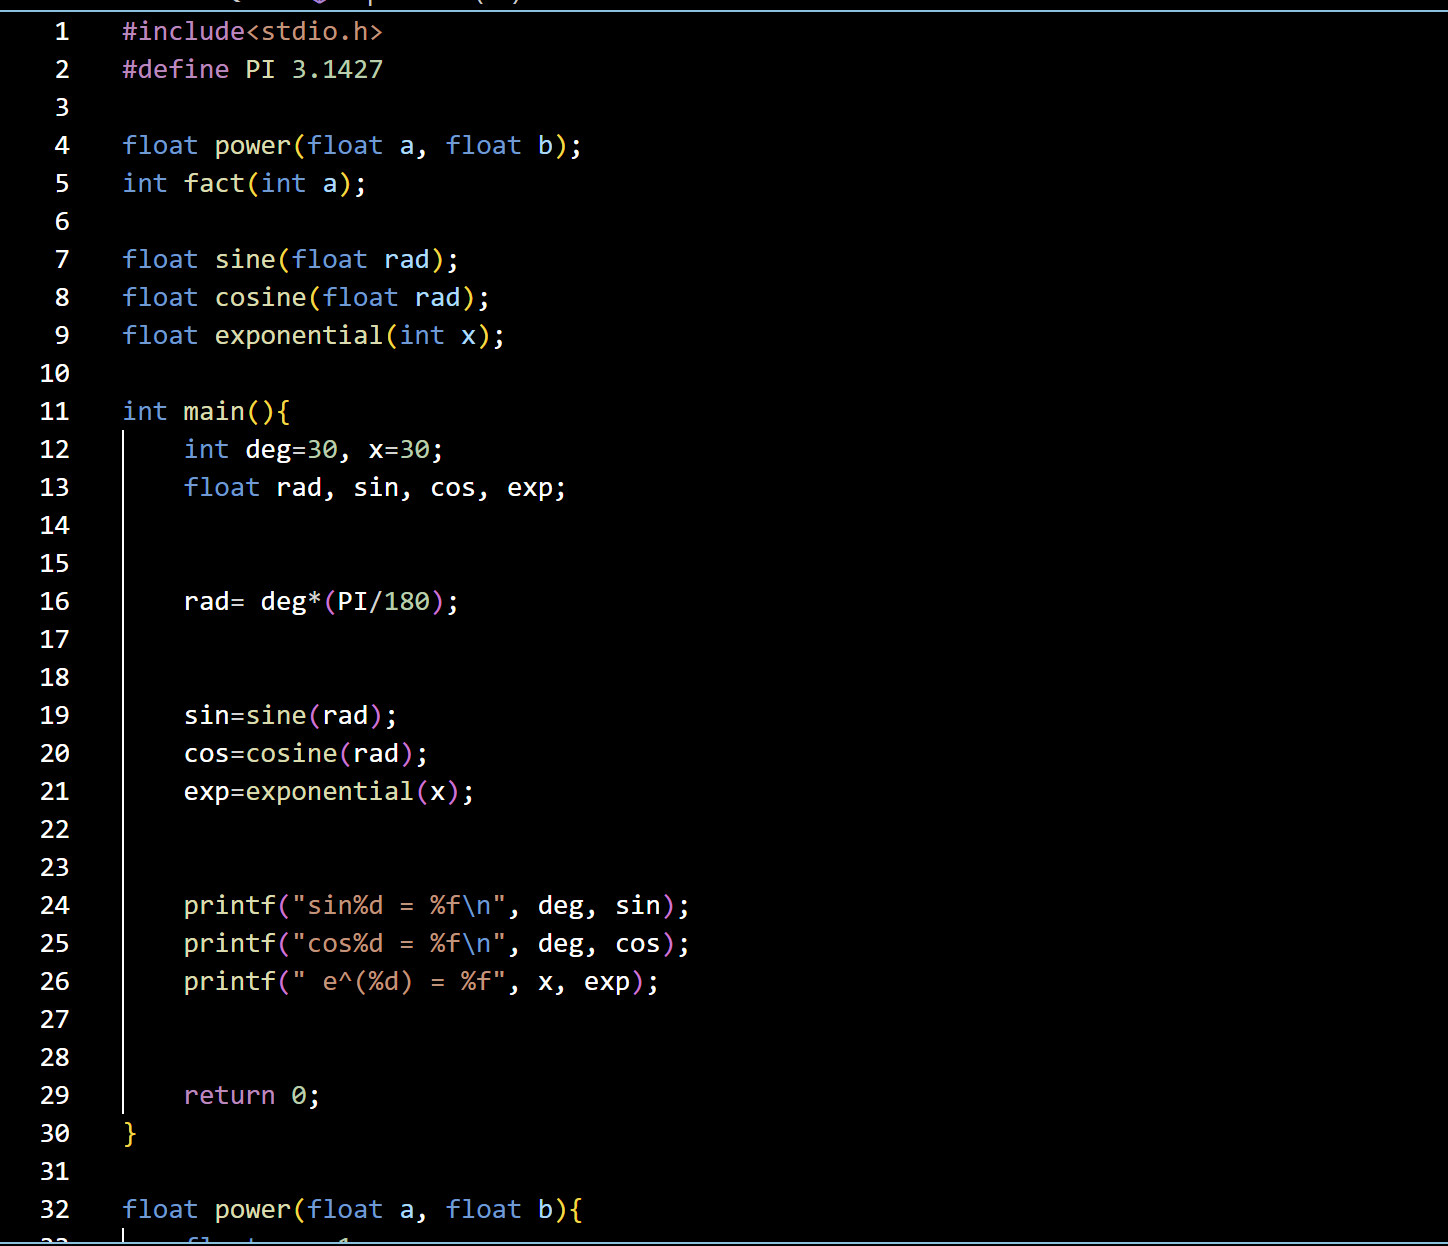 1 #include<stdio.h>
2 #define PI 3.1427
3
4 float power(float a, float b);
5 int fact(int a);
6
7 float sine(float rad);
8 float cosine(float rad);
9 float exponential(int x);
10
11 int main(){
12     int deg=30, x=30;
13     float rad, sin, cos, exp;
14
15
16     rad= deg*(PI/180);
17
18
19     sin=sine(rad);
20     cos=cosine(rad);
21     exp=exponential(x);
22
23
24     printf("sin%d = %f\n", deg, sin);
25     printf("cos%d = %f\n", deg, cos);
26     printf(" e^(%d) = %f", x, exp);
27
28
29     return 0;
30 }
31
32 float power(float a, float b){